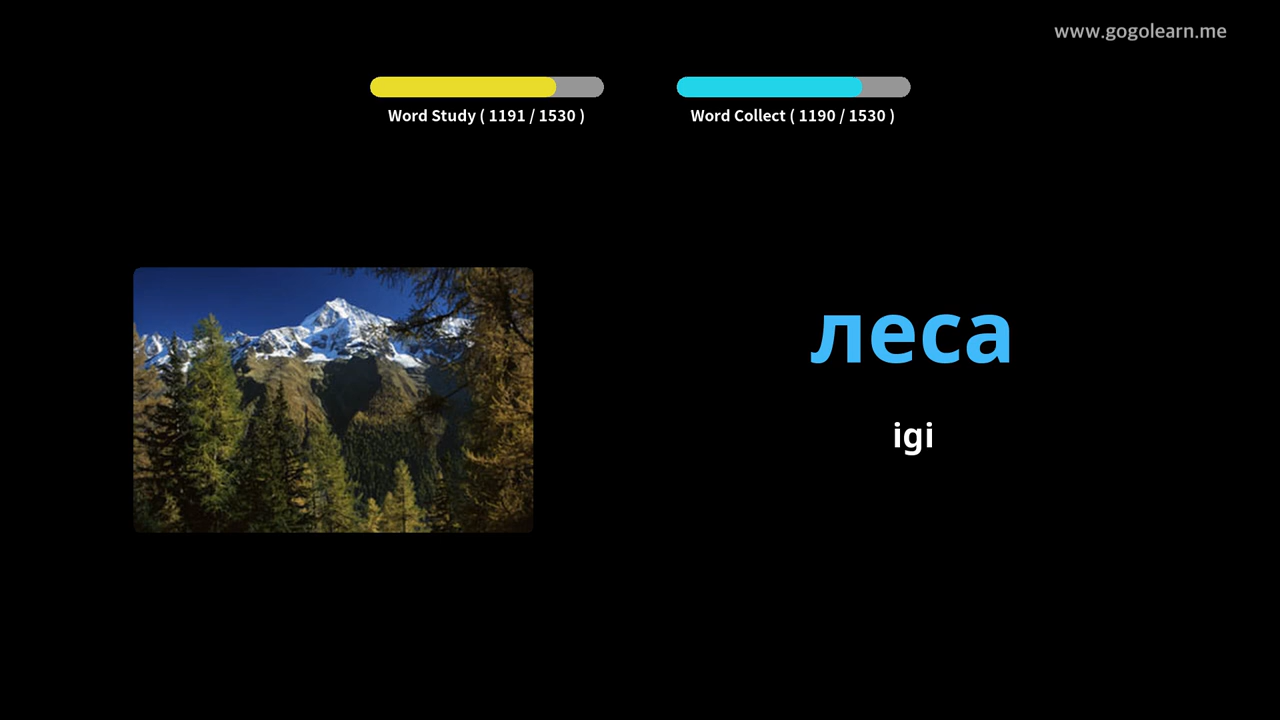 www.gogolearn.me
Word Study ( 1191 / 1530 )
Word Collect ( 1190 / 1530 )
леса
igi